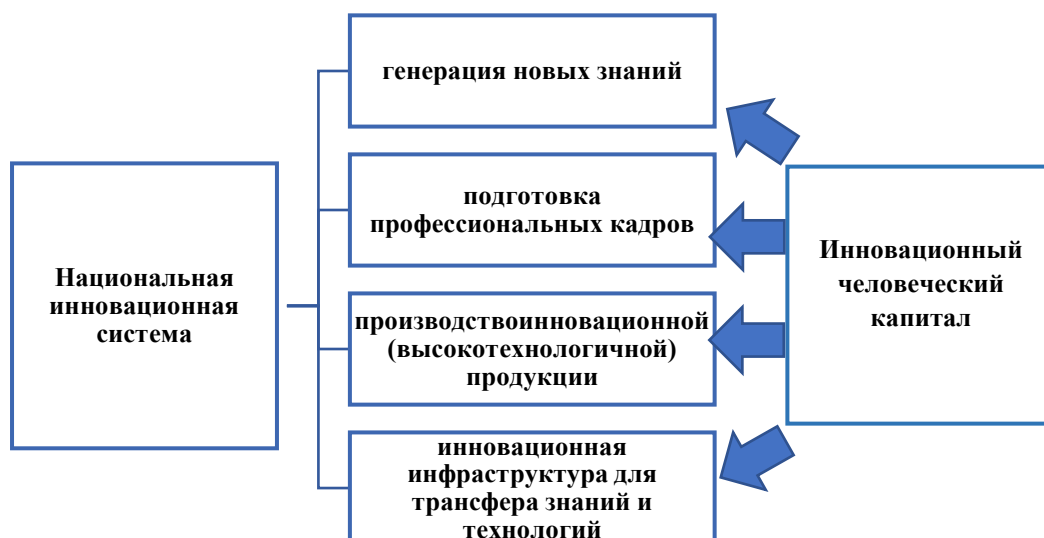 генерация новых знаний
подготовка
профессиональных кадров
Национальная
инновационная
система
производствоинновационной
(высокотехнологичной)
продукции
инновационная
инфраструктура для
трансфера знаний и
технологий
Инновационный
человеческий
капитал